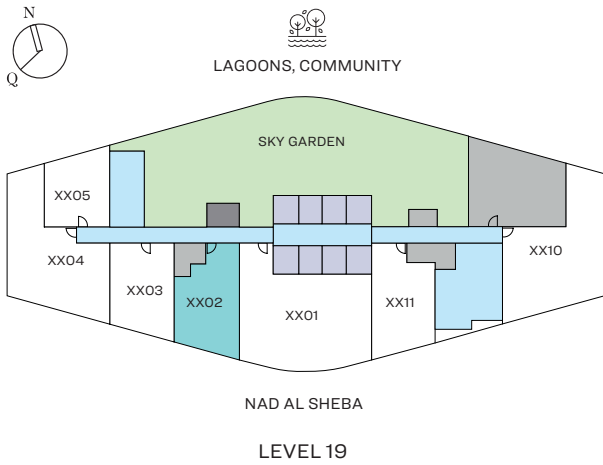 N
Q
LAGOONS, COMMUNITY
SKY GARDEN
XX05
XX04
XX03
XX02
XX01
XX11
XX10
NAD AL SHEBA
LEVEL 19